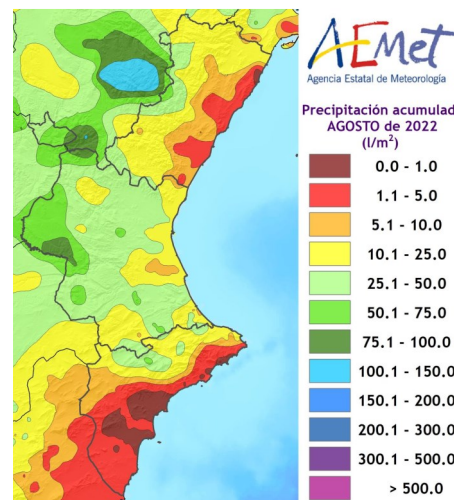 AEMet
Agencia Estatal de Meteorología
Precipitación acumulad
AGOSTO de 2022
(l/m²)
0.0 - 1.0
1.1 - 5.0
5.1 - 10.0
10.1 - 25.0
25.1 - 50.0
50.1 - 75.0
75.1 - 100.0
100.1 - 150.0
150.1 - 200.0
200.1 - 300.0
300.1 - 500.0
> 500.0